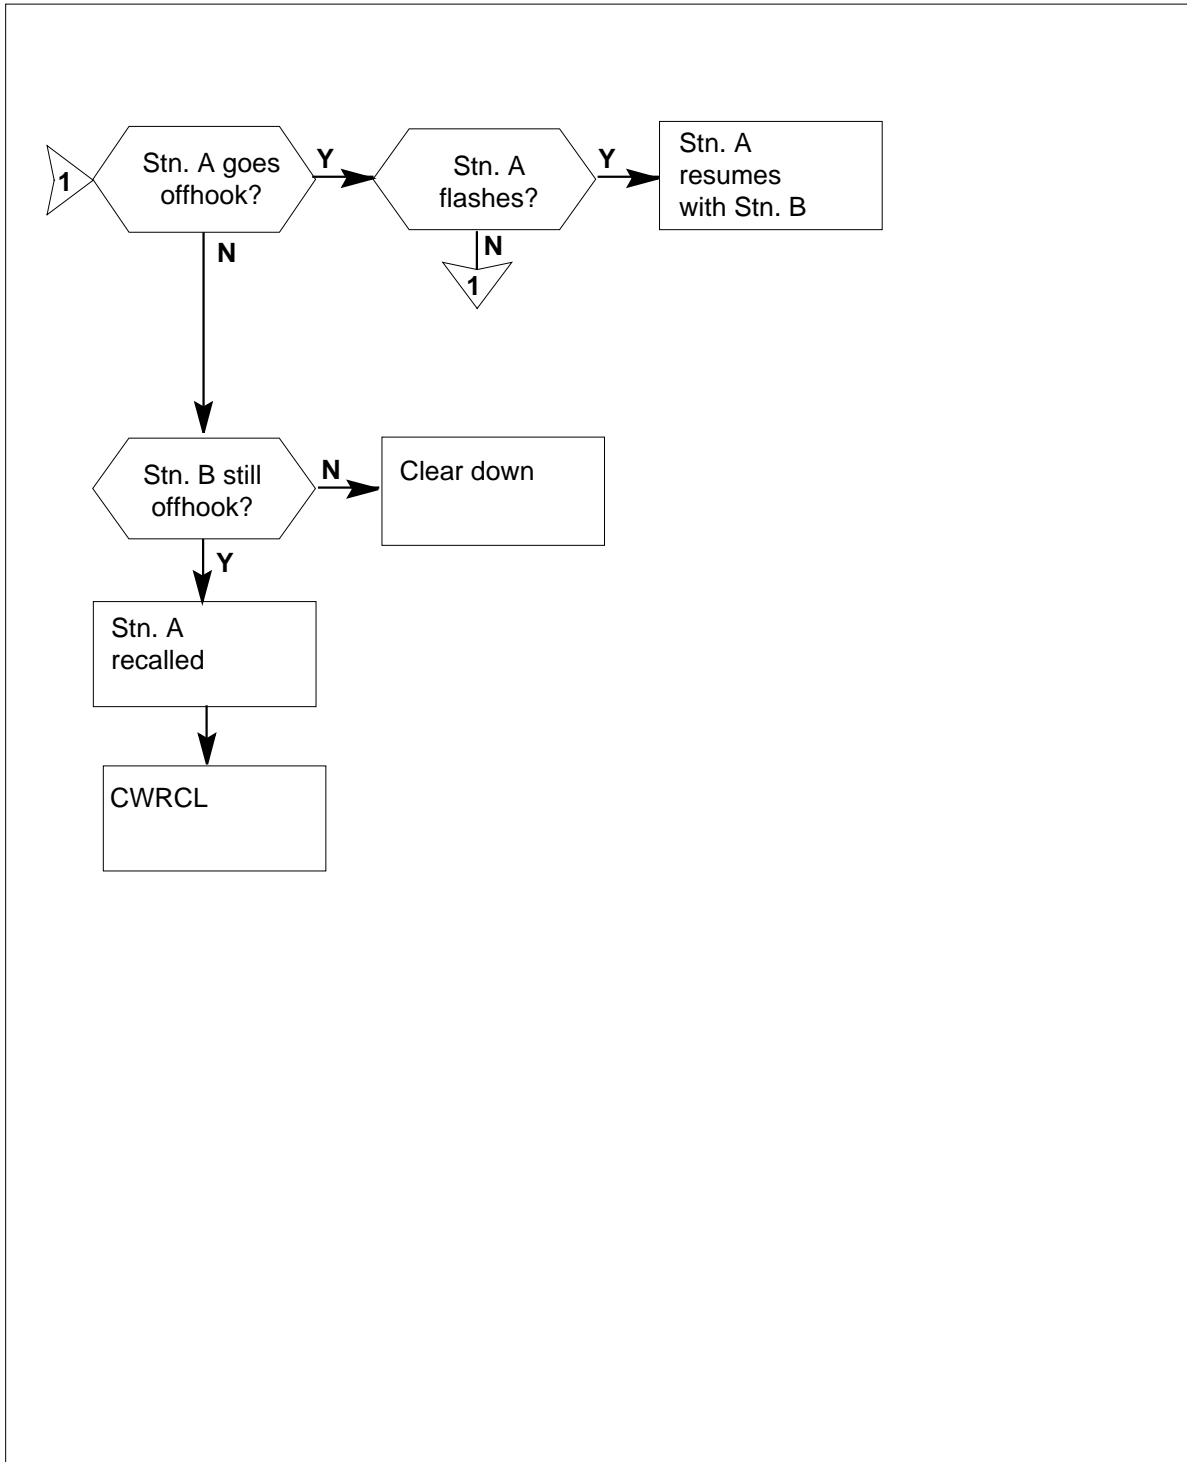 1
Stn. A goes
offhook?
Y
Stn. A
flashes?
Y
Stn. A
resumes
with Stn. B
N
N
1
Stn. B still
offhook?
N
Clear down
Y
Stn. A
recalled
CWRCL